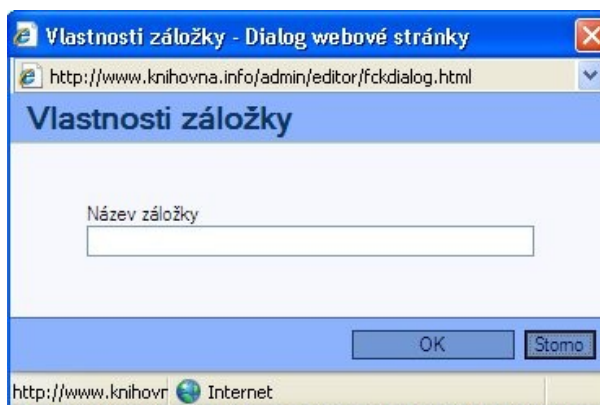 Vlastnosti záložky - Dialog webové stránky
http://www.knihovna.info/admin/editor/fckdialog.html
Vlastnosti záložky
Název záložky
OK Storno
http://www.knihovr Internet